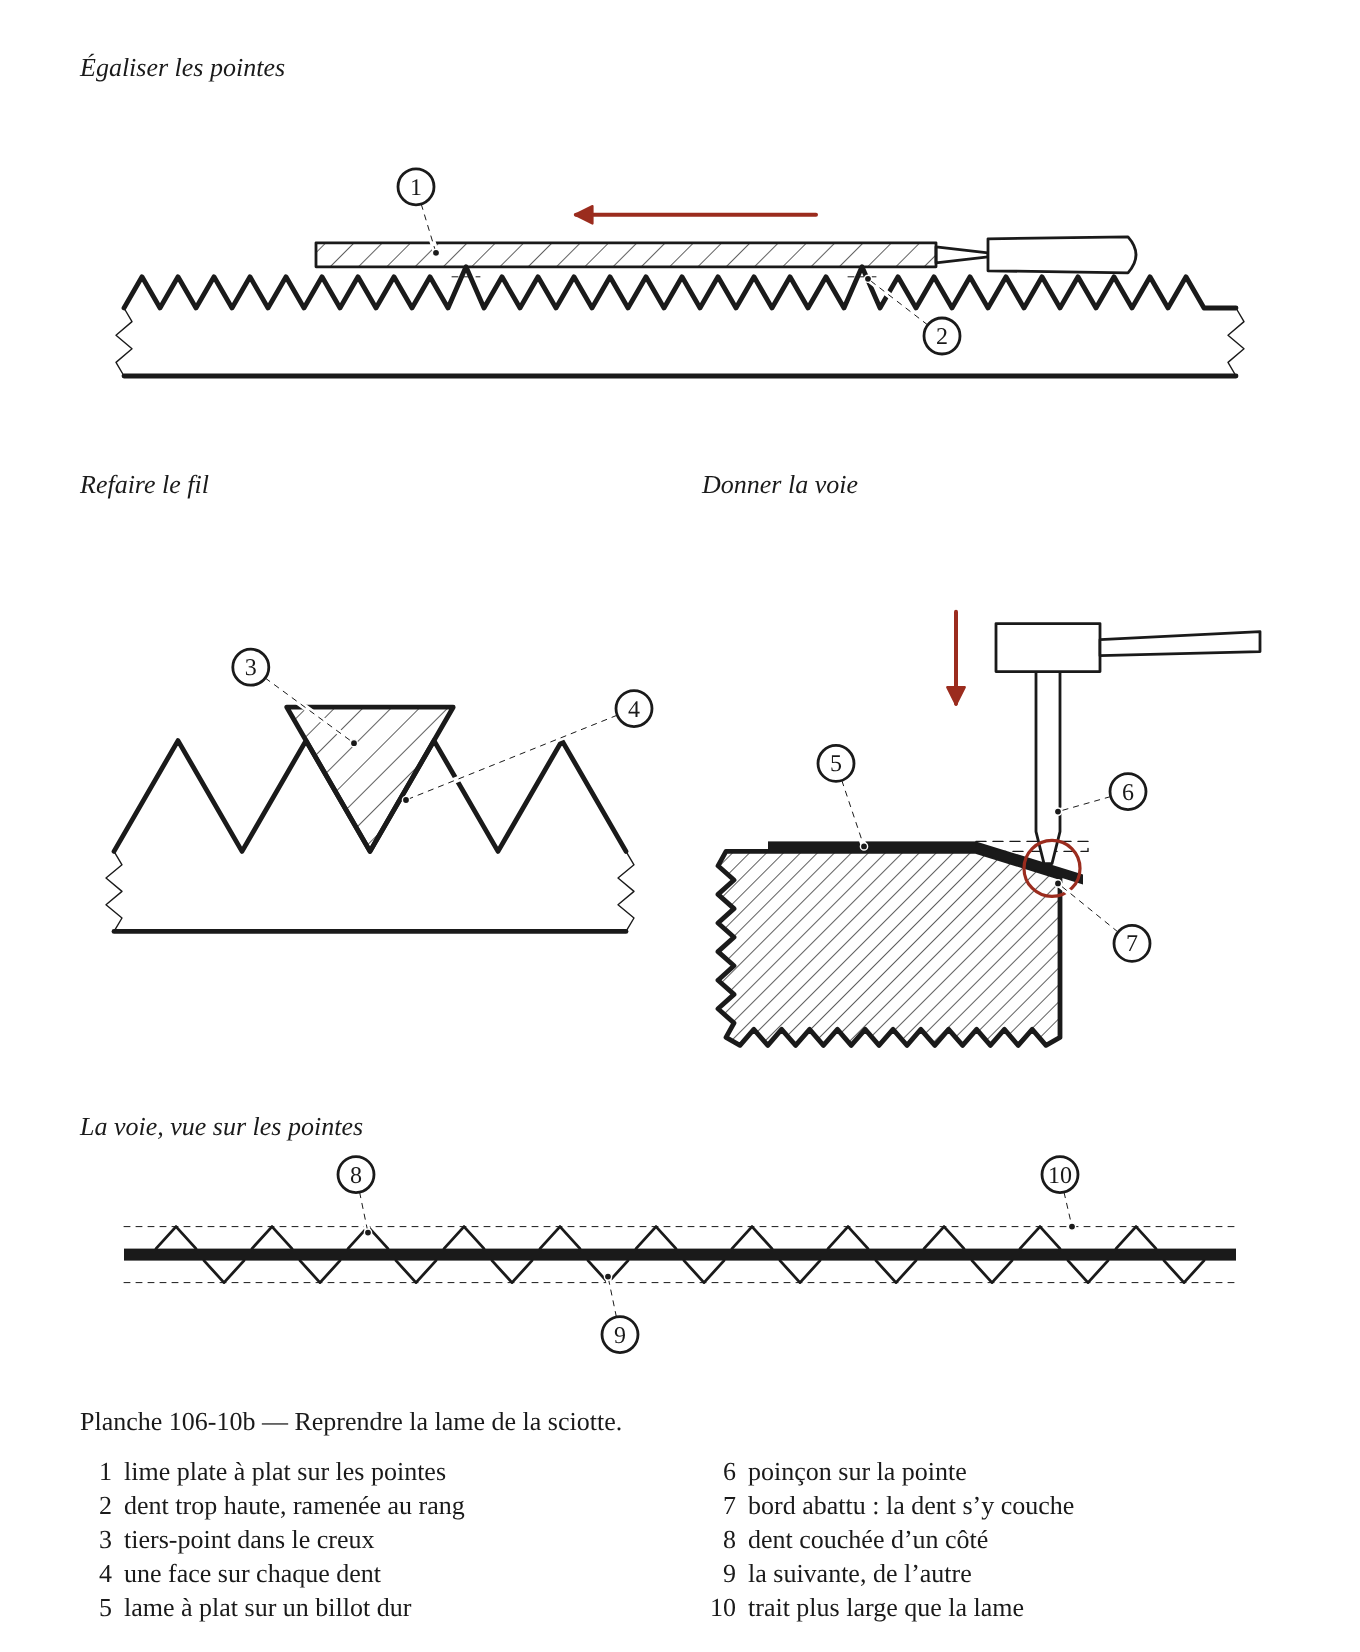 Égaliser les pointes
1
2
Refaire le fil
Donner la voie
3
4
5
6
7
La voie, vue sur les pointes
8
10
9
Planche 106-10b — Reprendre la lame de la sciotte.
1 lime plate à plat sur les pointes
2 dent trop haute, ramenée au rang
3 tiers-point dans le creux
4 une face sur chaque dent
5 lame à plat sur un billot dur
6 poinçon sur la pointe
7 bord abattu : la dent s’y couche
8 dent couchée d’un côté
9 la suivante, de l’autre
10 trait plus large que la lame